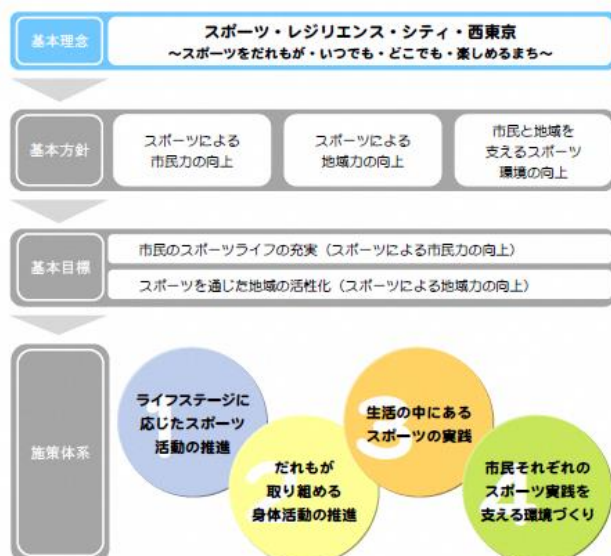 基本理念
スポーツ・レジリエンス・シティ・西東京
～スポーツをだれもが・いつでも・どこでも・楽しめるまち～
基本方針
スポーツによる
市民力の向上
スポーツによる
地域力の向上
市民と地域を
支えるスポーツ
環境の向上
基本目標
市民のスポーツライフの充実（スポーツによる市民力の向上）
スポーツを通じた地域の活性化（スポーツによる地域力の向上）
施策体系
1
ライフステージに
応じたスポーツ
活動の推進
2
だれもが
取り組める
身体活動の推進
3
生活の中にある
スポーツの実践
4
市民それぞれの
スポーツ実践を
支える環境づくり